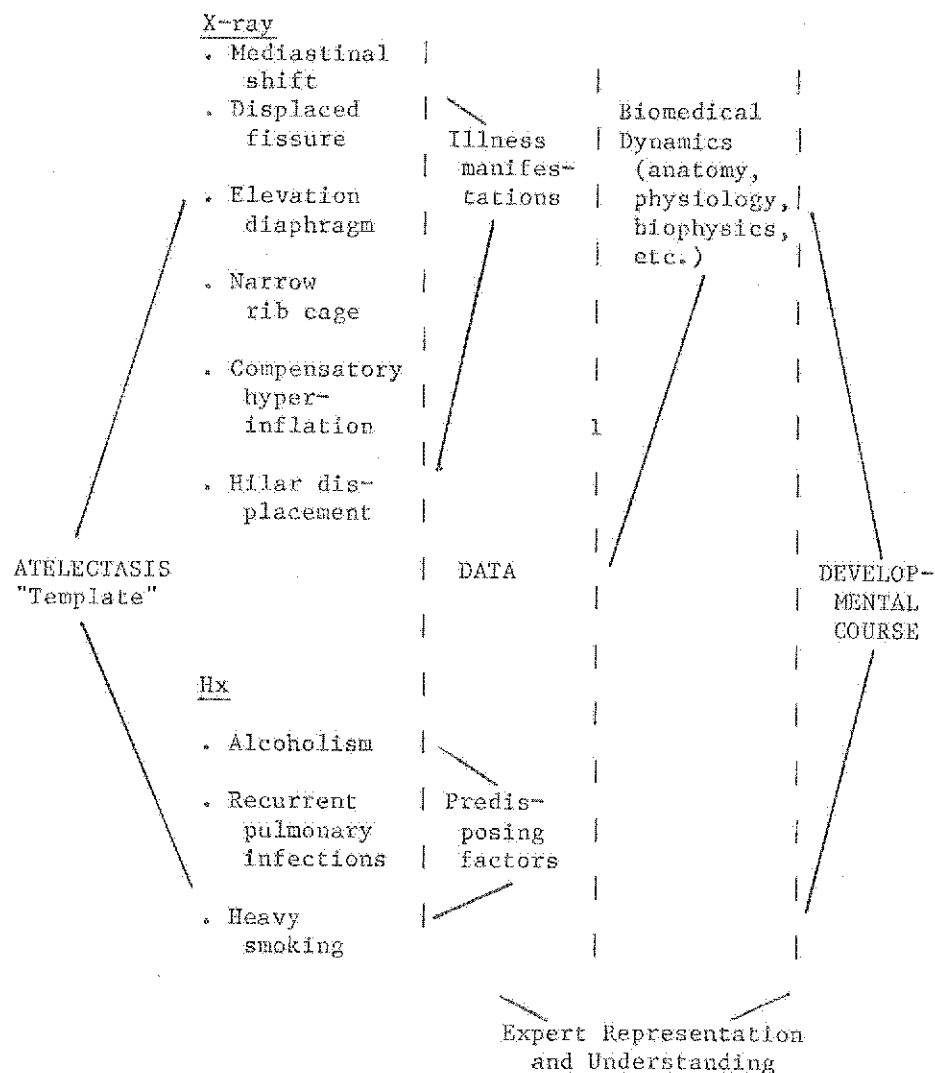 X-ray
. Mediastinal
shift
. Displaced
fissure
. Elevation
diaphragm
. Narrow
rib cage
. Compensatory
hyper-
inflation
. Hilar dis-
placement
Illness
manifes-
tations
Biomedical
Dynamics
(anatomy,
physiology,
biophysics,
etc.)
ATELECTASIS
"Template"
DATA
DEVELOP-
MENTAL
COURSE
Hx
. Alcoholism
. Recurrent
pulmonary
infections
. Heavy
smoking
Predis-
posing
factors
Expert Representation
and Understanding